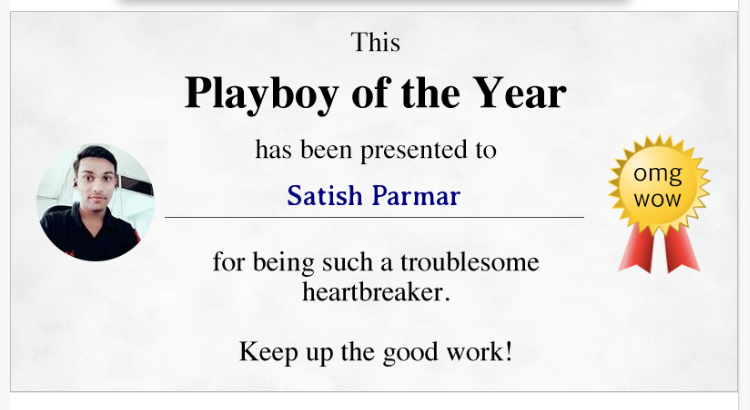 This
Playboy of the Year
has been presented to
Satish Parmar
omg
wow
for being such a troublesome
heartbreaker.
Keep up the good work!